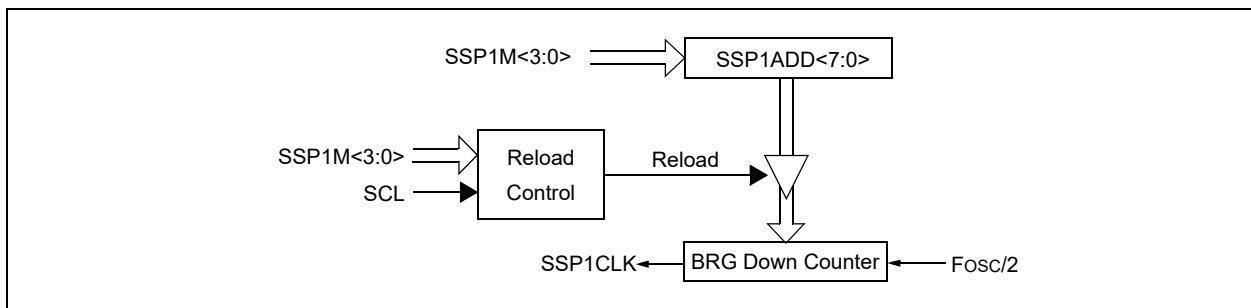 SSP1M<3:0>
SSP1ADD<7:0>
SSP1M<3:0>
SCL
Reload
Control
Reload
SSP1CLK
BRG Down Counter
FOSC/2